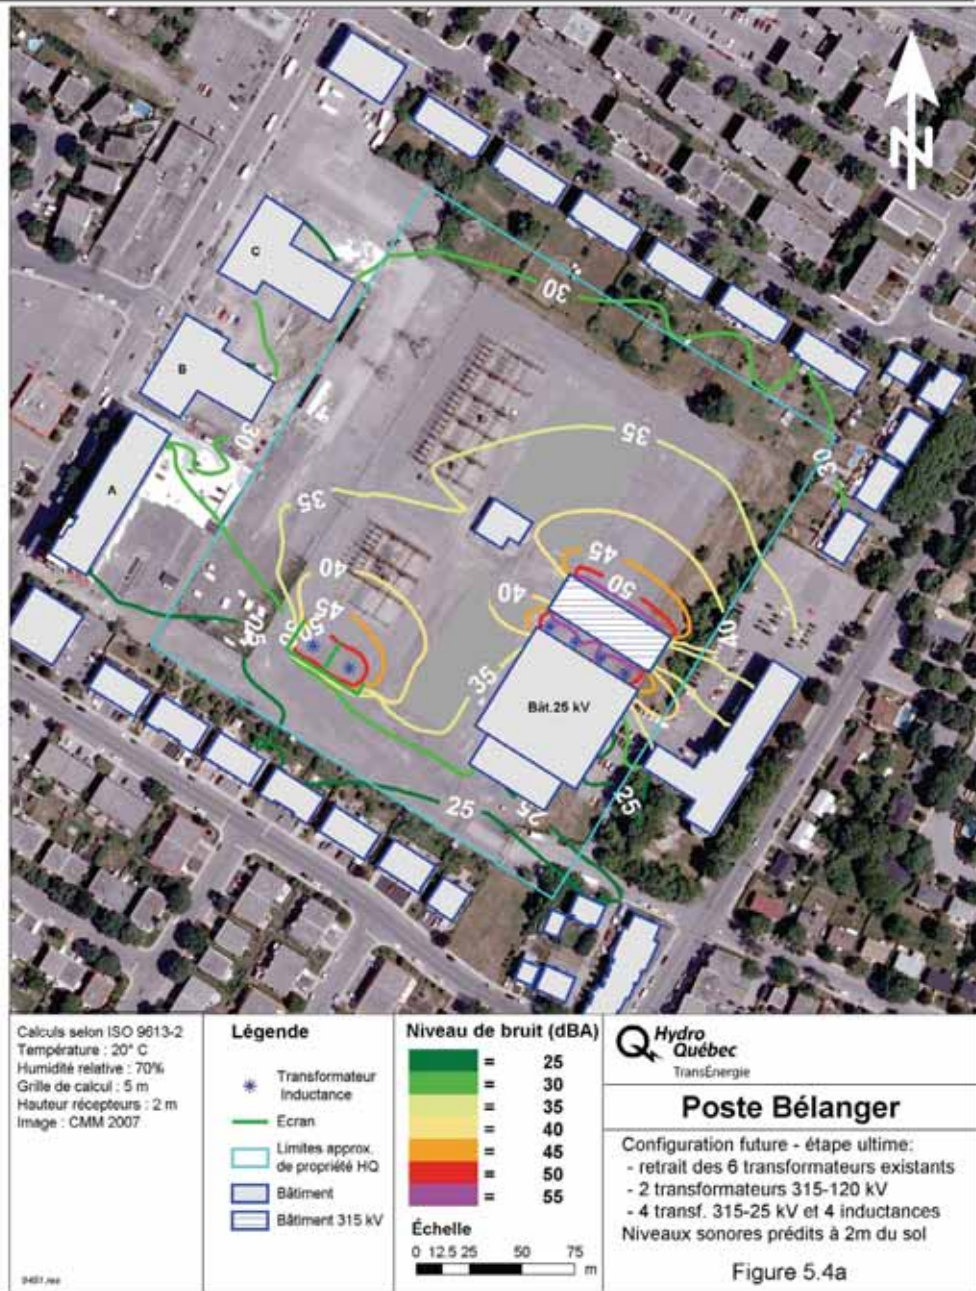 N
C
B
A
30
30
35
30
35
40
45
50
45
50
40
40
35
25
25
25
Bât.25 kV
Calculs selon ISO 9613-2
Température : 20° C
Humidité relative : 70%
Grille de calcul : 5 m
Hauteur récepteurs : 2 m
Image : CMM 2007
Légende
Transformateur
Inductance
Ecran
Limites approx.
de propriété HQ
Bâtiment
Bâtiment 315 kV
Niveau de bruit (dBA)
= 25
= 30
= 35
= 40
= 45
= 50
= 55
Échelle
0 12.5 25 50 75
m
Hydro
Québec
TransÉnergie
Poste Bélanger
Configuration future - étape ultime:
- retrait des 6 transformateurs existants
- 2 transformateurs 315-120 kV
- 4 transf. 315-25 kV et 4 inductances
Niveaux sonores prédits à 2m du sol
Figure 5.4a